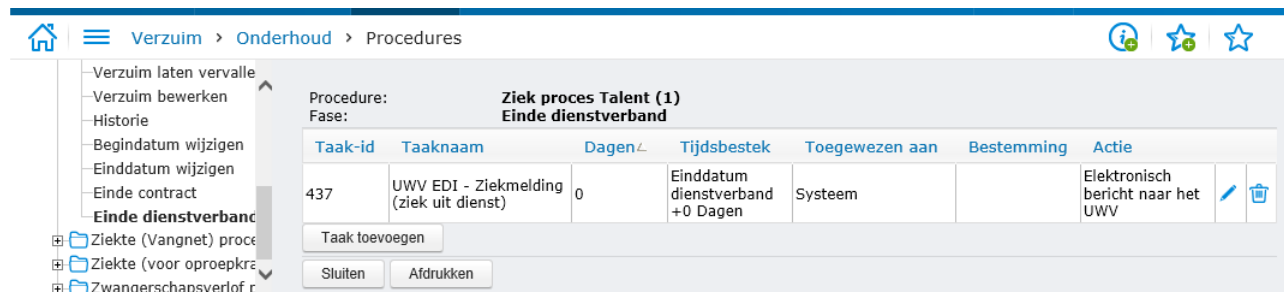 Verzuim › Onderhoud › Procedures
Verzuim laten vervalle
Verzuim bewerken
Historie
Begindatum wijzigen
Einddatum wijzigen
Einde contract
Einde dienstverband
Ziekte (Vangnet) proce
Ziekte (voor oproepkra
Zwangerschapsverlof r
Procedure: Ziek proces Talent (1)
Fase: Einde dienstverband
Taak-id Taaknaam Dagen Tijdsbestek Toegewezen aan Bestemming Actie
437
UWV EDI - Ziekmelding
(ziek uit dienst)
0
Einddatum
dienstverband
+0 Dagen
Systeem
Elektronisch
bericht naar het
UWV
Taak toevoegen
Sluiten Afdrukken